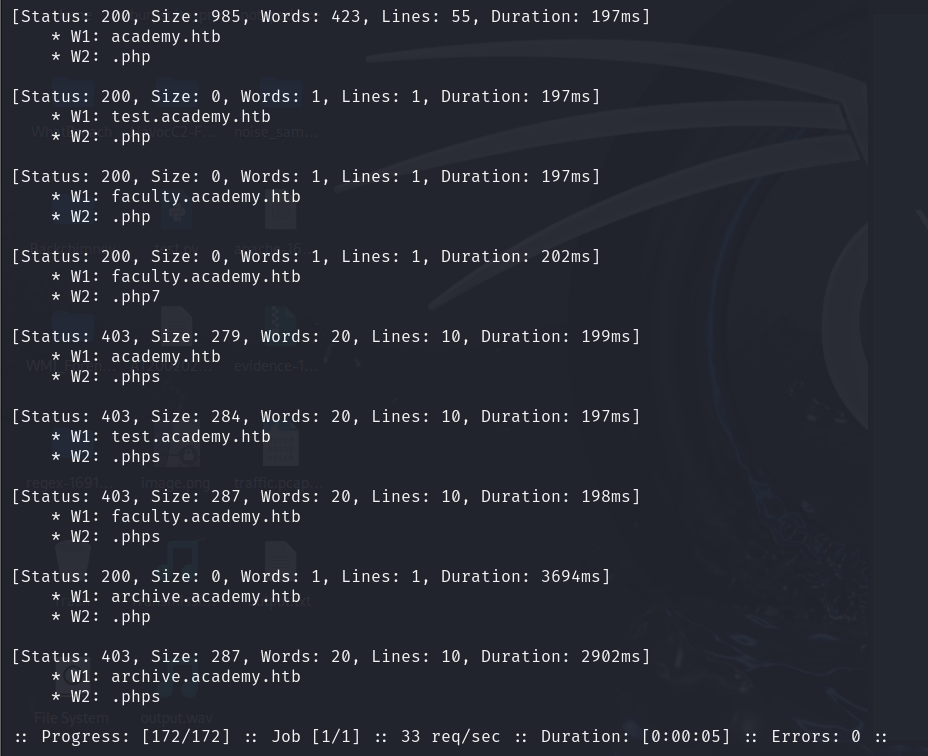 [Status: 200, Size: 985, Words: 423, Lines: 55, Duration: 197ms]
* W1: academy.htb
* W2: .php
[Status: 200, Size: 0, Words: 1, Lines: 1, Duration: 197ms]
* W1: test.academy.htb
* W2: .php
[Status: 200, Size: 0, Words: 1, Lines: 1, Duration: 197ms]
* W1: faculty.academy.htb
* W2: .php
[Status: 200, Size: 0, Words: 1, Lines: 1, Duration: 202ms]
* W1: faculty.academy.htb
* W2: .php7
[Status: 403, Size: 279, Words: 20, Lines: 10, Duration: 199ms]
* W1: academy.htb
* W2: .phps
[Status: 403, Size: 284, Words: 20, Lines: 10, Duration: 197ms]
* W1: test.academy.htb
* W2: .phps
[Status: 403, Size: 287, Words: 20, Lines: 10, Duration: 198ms]
* W1: faculty.academy.htb
* W2: .phps
[Status: 200, Size: 0, Words: 1, Lines: 1, Duration: 3694ms]
* W1: archive.academy.htb
* W2: .php
[Status: 403, Size: 287, Words: 20, Lines: 10, Duration: 2902ms]
* W1: archive.academy.htb
* W2: .phps
File System output.wav
:: Progress: [172/172] :: Job [1/1] :: 33 req/sec :: Duration: [0:00:05] :: Errors: 0 ::